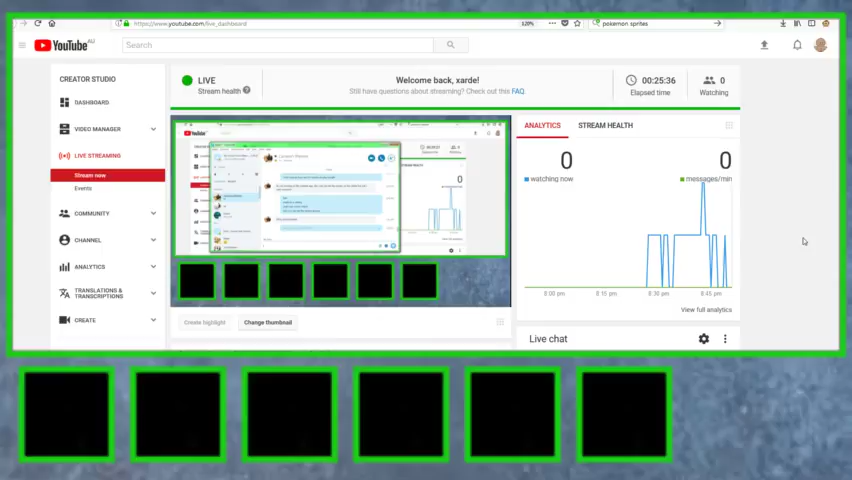 https://www.youtube.com/live_dashboard
120%
pokemon sprites
YouTube AU
Search
CREATOR STUDIO
DASHBOARD
VIDEO MANAGER
LIVE STREAMING
Stream now
Events
COMMUNITY
CHANNEL
ANALYTICS
TRANSLATIONS &
TRANSCRIPTIONS
CREATE
LIVE
Stream health ?
Welcome back, xarde!
Still have questions about streaming? Check out this FAQ.
00:25:36
Elapsed time
0
Watching
YouTube
Create highlight
Change thumbnail
ANALYTICS
STREAM HEALTH
0
watching now
0
messages/min
8:00 pm
8:15 pm
8:30 pm
8:45 pm
View full analytics
Live chat